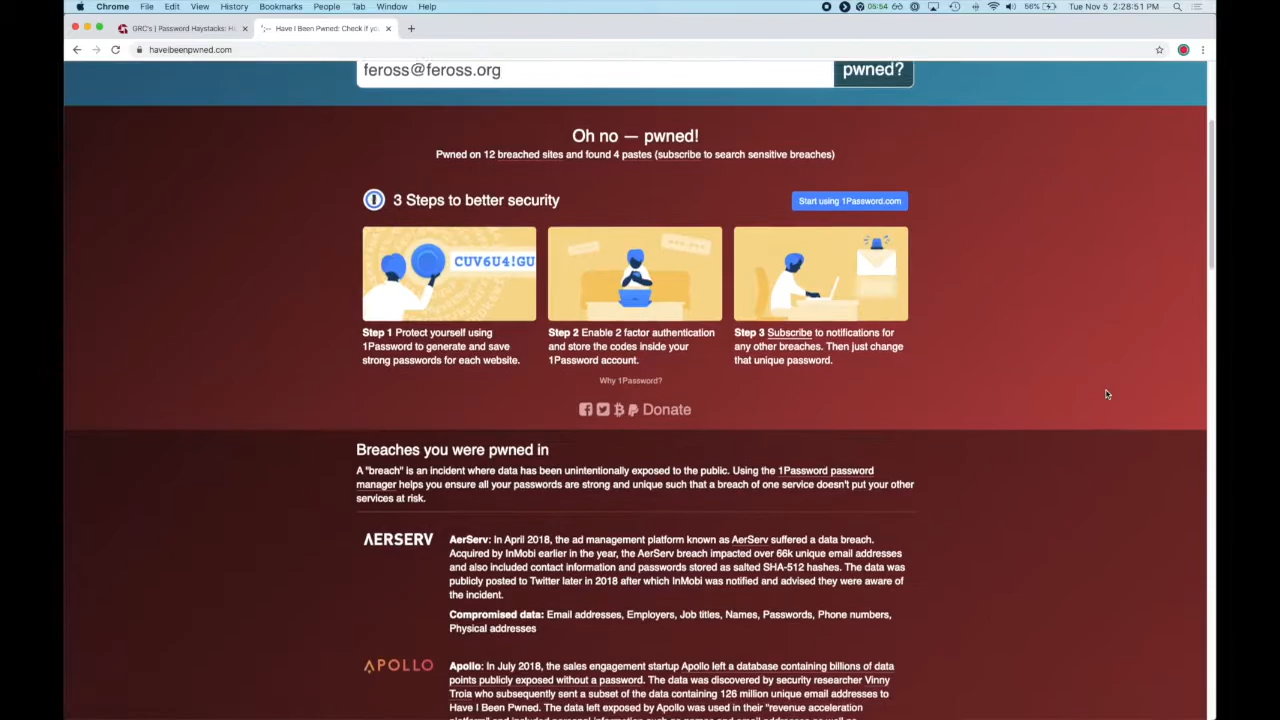 Chrome File Edit View History Bookmarks People Tab Window Help 05:54 56% Tue Nov 5 2:28:51 PM
GRC's | Password Haystacks: H
Have I Been Pwned: Check if yo
haveibeenpwned.com
feross@feross.org pwned?
Oh no — pwned!
Pwned on 12 breached sites and found 4 pastes (subscribe to search sensitive breaches)
3 Steps to better security
Start using 1Password.com
CUV6U4!GU
Step 1 Protect yourself using
1Password to generate and save
strong passwords for each website.
Step 2 Enable 2 factor authentication
and store the codes inside your
1Password account.
Step 3 Subscribe to notifications for
any other breaches. Then just change
that unique password.
Why 1Password?
Donate
Breaches you were pwned in
A "breach" is an incident where data has been unintentionally exposed to the public. Using the 1Password password
manager helps you ensure all your passwords are strong and unique such that a breach of one service doesn't put your other
services at risk.
AERSERV
AerServ: In April 2018, the ad management platform known as AerServ suffered a data breach.
Acquired by InMobi earlier in the year, the AerServ breach impacted over 66k unique email addresses
and also included contact information and passwords stored as salted SHA-512 hashes. The data was
publicly posted to Twitter later in 2018 after which InMobi was notified and advised they were aware of
the incident.
Compromised data: Email addresses, Employers, Job titles, Names, Passwords, Phone numbers,
Physical addresses
APOLLO
Apollo: In July 2018, the sales engagement startup Apollo left a database containing billions of data
points publicly exposed without a password. The data was discovered by security researcher Vinny
Troia who subsequently sent a subset of the data containing 126 million unique email addresses to
Have I Been Pwned. The data left exposed by Apollo was used in their "revenue acceleration